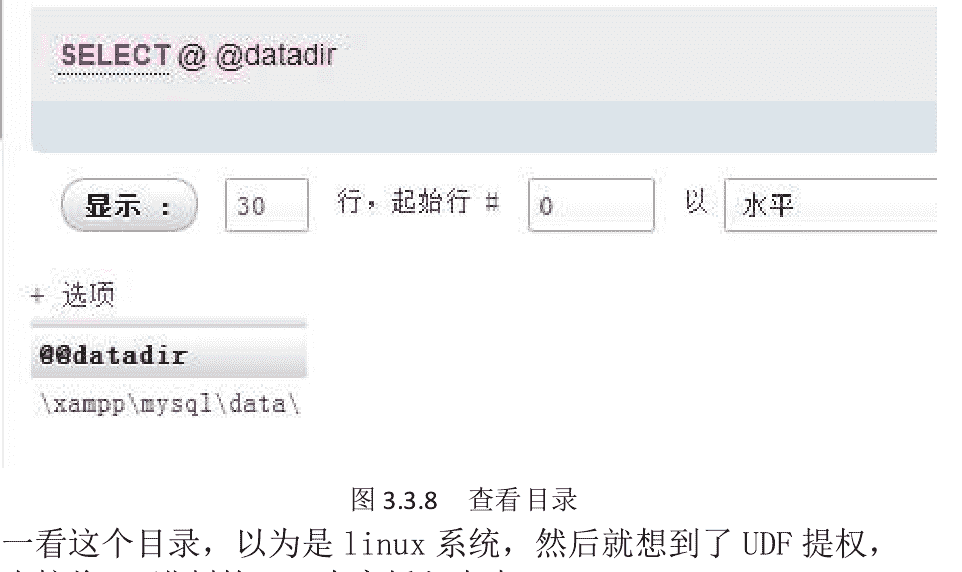 SELECT @ @datadir
显示 : 30 行，起始行 # 0 以 水平
+ 选项
@@datadir
\xampp\mysql\data\
图 3.3.8 查看目录
一看这个目录，以为是 linux 系统，然后就想到了 UDF 提权，